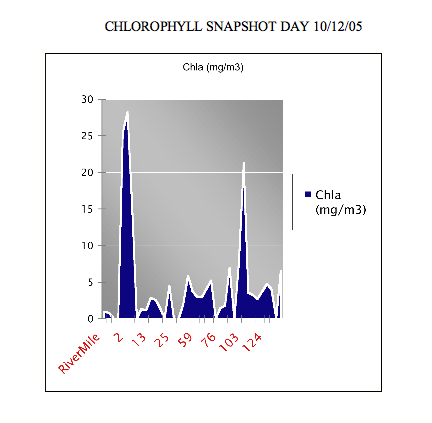 CHLOROPHYLL SNAPSHOT DAY 10/12/05
Chla (mg/m3)
30
25
20
15
10
5
0
RiverMile
2
13
25
59
76
103
124
Chla
(mg/m3)